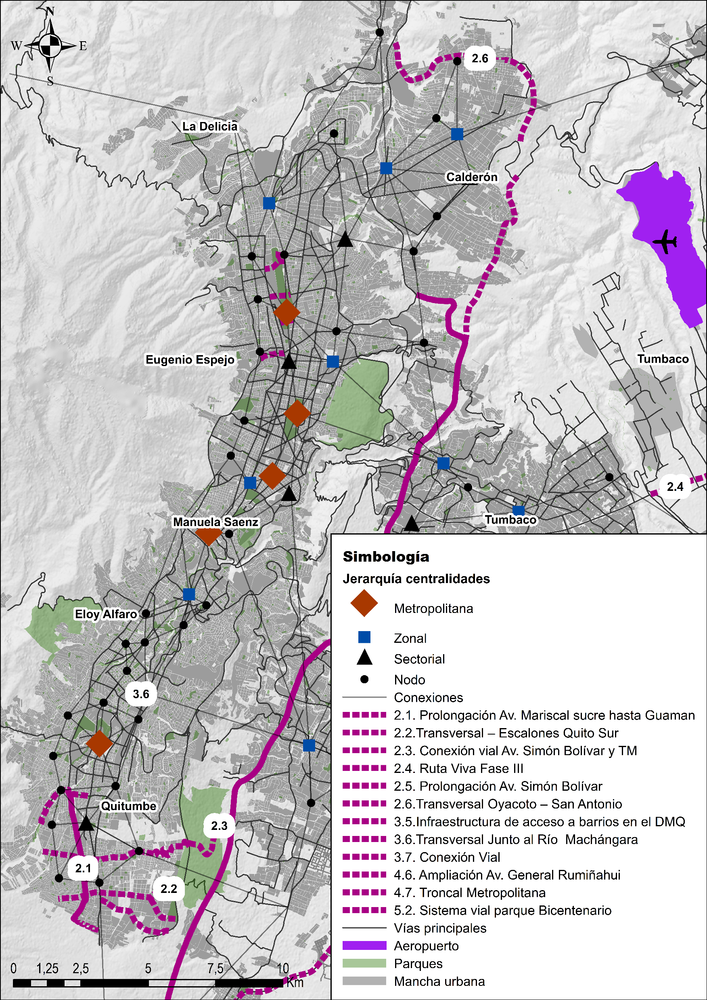 N
W
E
S
2.6
La Delicia
Calderón
Eugenio Espejo
Tumbaco
2.4
Manuela Saenz
Tumbaco
Eloy Alfaro
3.6
Quitumbe
2.3
2.1
2.2
0 1,25 2,5 5 7,5 10
Km
Simbología
Jerarquía centralidades
Metropolitana
Zonal
Sectorial
Nodo
Conexiones
2.1. Prolongación Av. Mariscal sucre hasta Guaman
2.2.Transversal – Escalones Quito Sur
2.3. Conexión vial Av. Simón Bolívar y TM
2.4. Ruta Viva Fase III
2.5. Prolongación Av. Simón Bolívar
2.6.Transversal Oyacoto – San Antonio
3.5.Infraestructura de acceso a barrios en el DMQ
3.6.Transversal Junto al Río  Machángara
3.7. Conexión Vial
4.6. Ampliación Av. General Rumiñahui
4.7. Troncal Metropolitana
5.2. Sistema vial parque Bicentenario
Vías principales
Aeropuerto
Parques
Mancha urbana